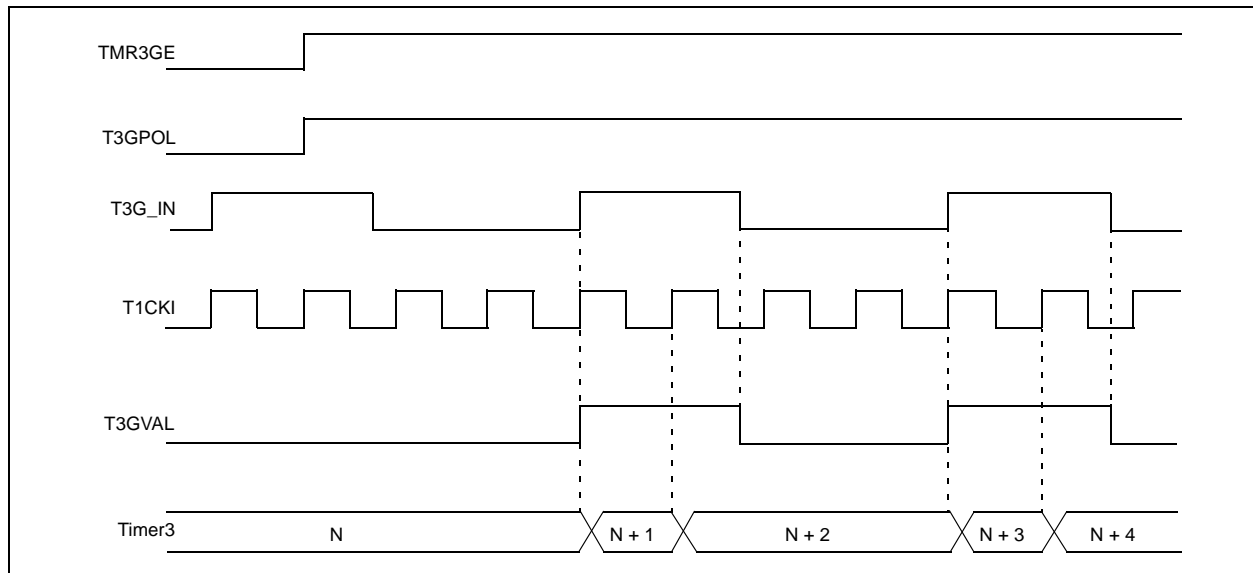 TMR3GE
T3GPOL
T3G_IN
T1CKI
T3GVAL
Timer3
N
N + 1
N + 2
N + 3
N + 4